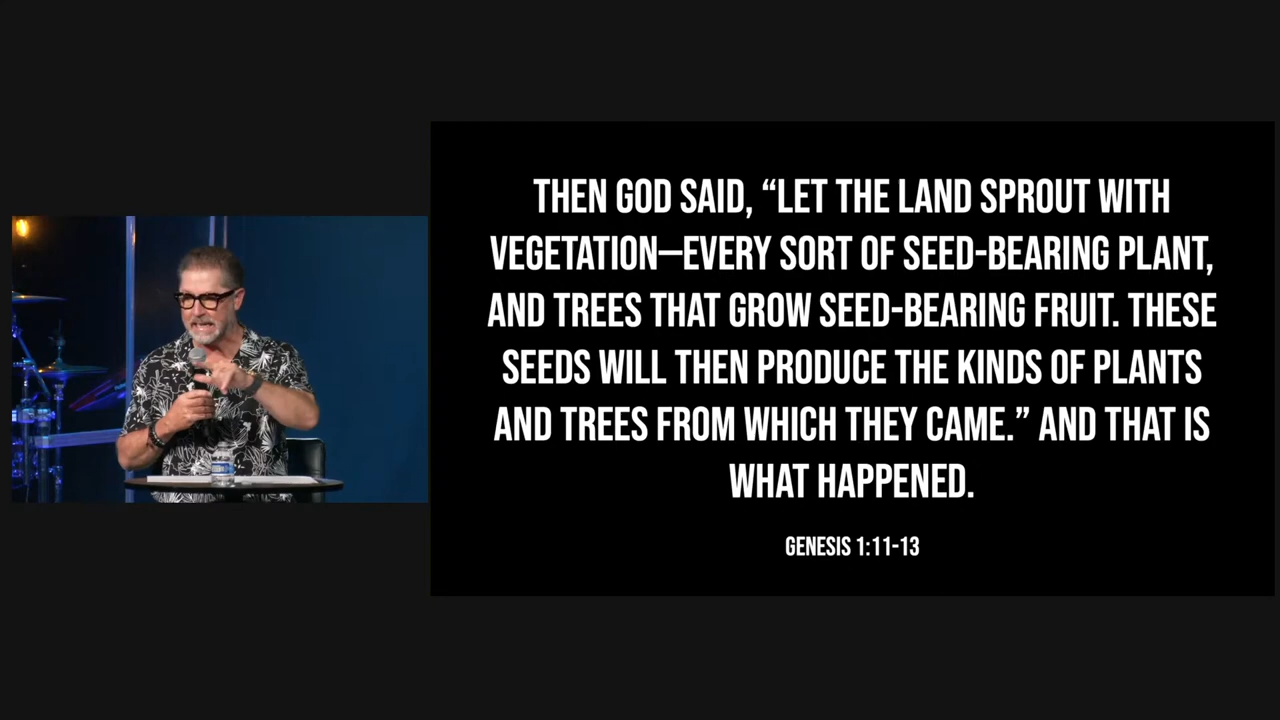 THEN GOD SAID, “LET THE LAND SPROUT WITH
VEGETATION—EVERY SORT OF SEED-BEARING PLANT,
AND TREES THAT GROW SEED-BEARING FRUIT. THESE
SEEDS WILL THEN PRODUCE THE KINDS OF PLANTS
AND TREES FROM WHICH THEY CAME.” AND THAT IS
WHAT HAPPENED.
GENESIS 1:11-13